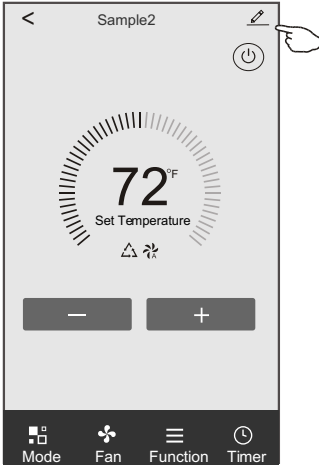 < Sample2
72°F
Set Temperature
A
− +
Mode Fan Function Timer